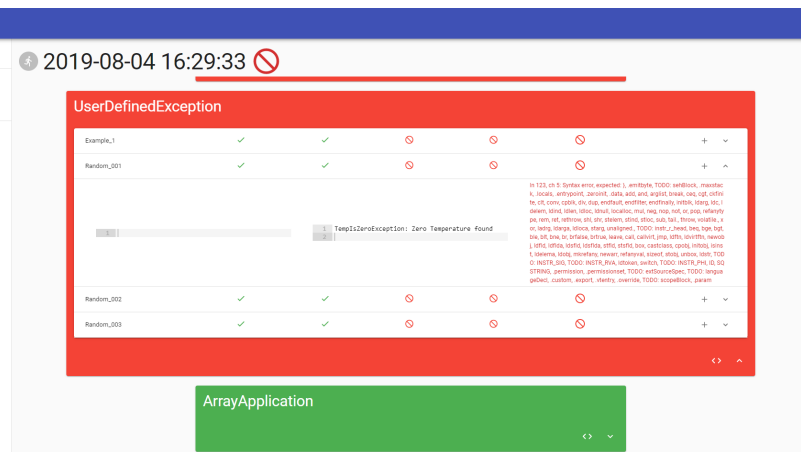 2019-08-04 16:29:33
UserDefinedException
Example_1
Random_001
In 123, ch 5: Syntax error, expected: }, .emitbyte, TODO: sehBlock, .maxstac
k, .locals, .entrypoint, .zeroinit, .data, add, and, arglist, break, ceq, cgt, ckfini
te, clt, conv, cpblk, div, dup, endfault, endfilter, endfinally, initblk, ldarg, ldc, l
delem, ldind, ldlen, ldloc, ldnull, localloc, mul, neg, nop, not, or, pop, refanyty
pe, rem, ret, rethrow, shl, shr, stelem, stind, stloc, sub, tail., throw, volatile., x
or, ladrg, ldarga, ldloca, starg, unaligned., TODO: instr_r_head, beq, bge, bgt,
ble, blt, bne, br, brfalse, brtrue, leave, call, callvirt, jmp, ldftn, ldvirtftn, newob
j, ldfld, ldflda, ldsfld, ldsflda, stfld, stsfld, box, castclass, cpobj, initobj, isins
t, ldelema, ldobj, mkrefany, newarr, refanyval, sizeof, stobj, unbox, ldstr, TOD
O: INSTR_SIG, TODO: INSTR_RVA, ldtoken, switch, TODO: INSTR_PHI, ID, SQ
STRING, .permission, .permissionset, TODO: extSourceSpec, TODO: langua
geDecl, .custom, .export, .vtentry, .override, TODO: scopeBlock, .param
1
1 TempIsZeroException: Zero Temperature found
2
Random_002
Random_003
ArrayApplication